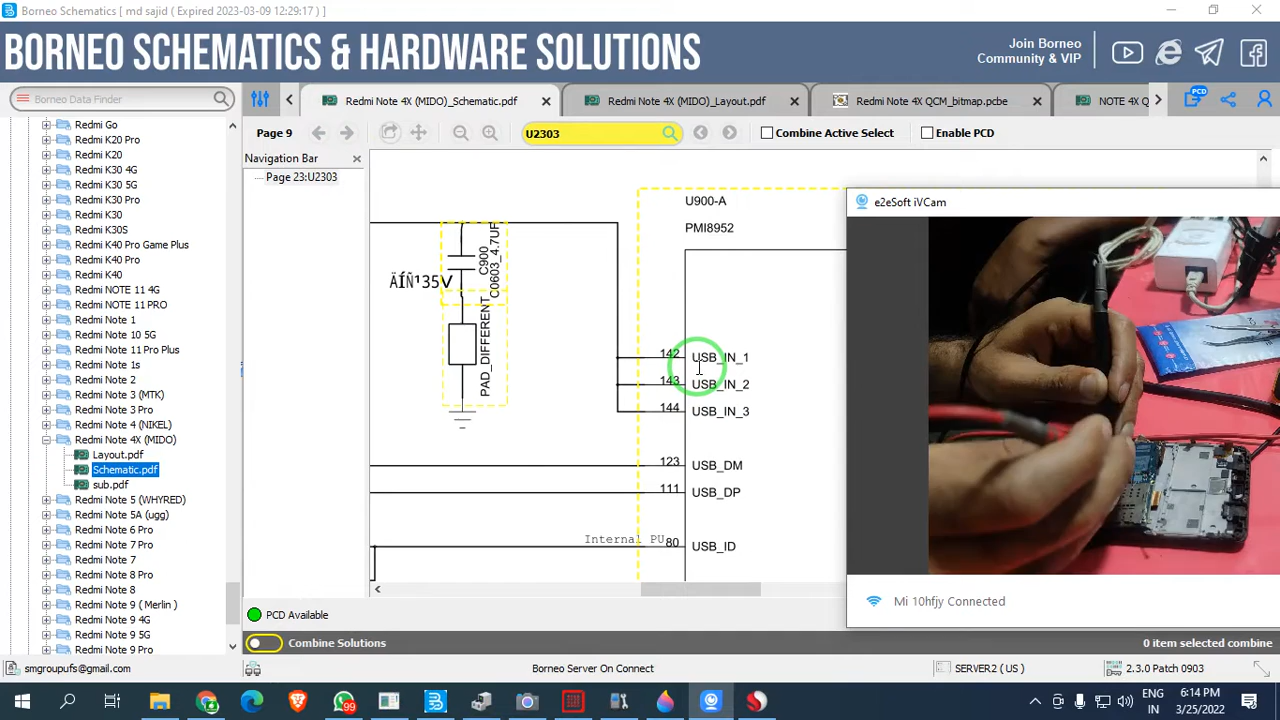 Borneo Schematics [ md sajid ( Expired 2023-03-09 12:29:17 ) ]
BORNEO SCHEMATICS & HARDWARE SOLUTIONS
Join Borneo
Community & VIP
Borneo Data Finder
Redmi Note 4X (MIDO)_Schematic.pdf
Redmi Note 4X (MIDO)_Layout.pdf
Redmi Note 4X QCM_bitmap.pcbe
NOTE 4X Q
PCD
Page 9
U2303
Combine Active Select
Enable PCD
Navigation Bar
Page 23:U2303
Redmi Go
Redmi K20 Pro
Redmi K20
Redmi K30 4G
Redmi K30 5G
Redmi K30 Pro
Redmi K30
Redmi K30S
Redmi K40 Pro Game Plus
Redmi K40 Pro
Redmi K40
Redmi NOTE 11 4G
Redmi NOTE 11 PRO
Redmi Note 1
Redmi Note 10 5G
Redmi Note 11 Pro Plus
Redmi Note 1s
Redmi Note 2
Redmi Note 3 (MTK)
Redmi Note 3 Pro
Redmi Note 4 (NIKEL)
Redmi Note 4X (MIDO)
Layout.pdf
Schematic.pdf
sub.pdf
Redmi Note 5 (WHYRED)
Redmi Note 5A (ugg)
Redmi Note 6 Pro
Redmi Note 7 Pro
Redmi Note 7
Redmi Note 8 Pro
Redmi Note 8
Redmi Note 9 ( Merlin )
Redmi Note 9 4G
Redmi Note 9 5G
Redmi Note 9 Pro
U900-A
PMI8952
C900
C0603_4.7UF
ÄÍÑ¹35V
PAD_DIFFERENT
142 USB_IN_1
143 USB_IN_2
144 USB_IN_3
123 USB_DM
111 USB_DP
Internal PU
80 USB_ID
e2eSoft iVCam
Mi 10hfjy Connected
PCD Available
Combine Solutions
0 item selected combine
smgroupufs@gmail.com
Borneo Server On Connect
SERVER2 ( US )
2.3.0 Patch 0903
99
ENG
IN
6:14 PM
3/25/2022